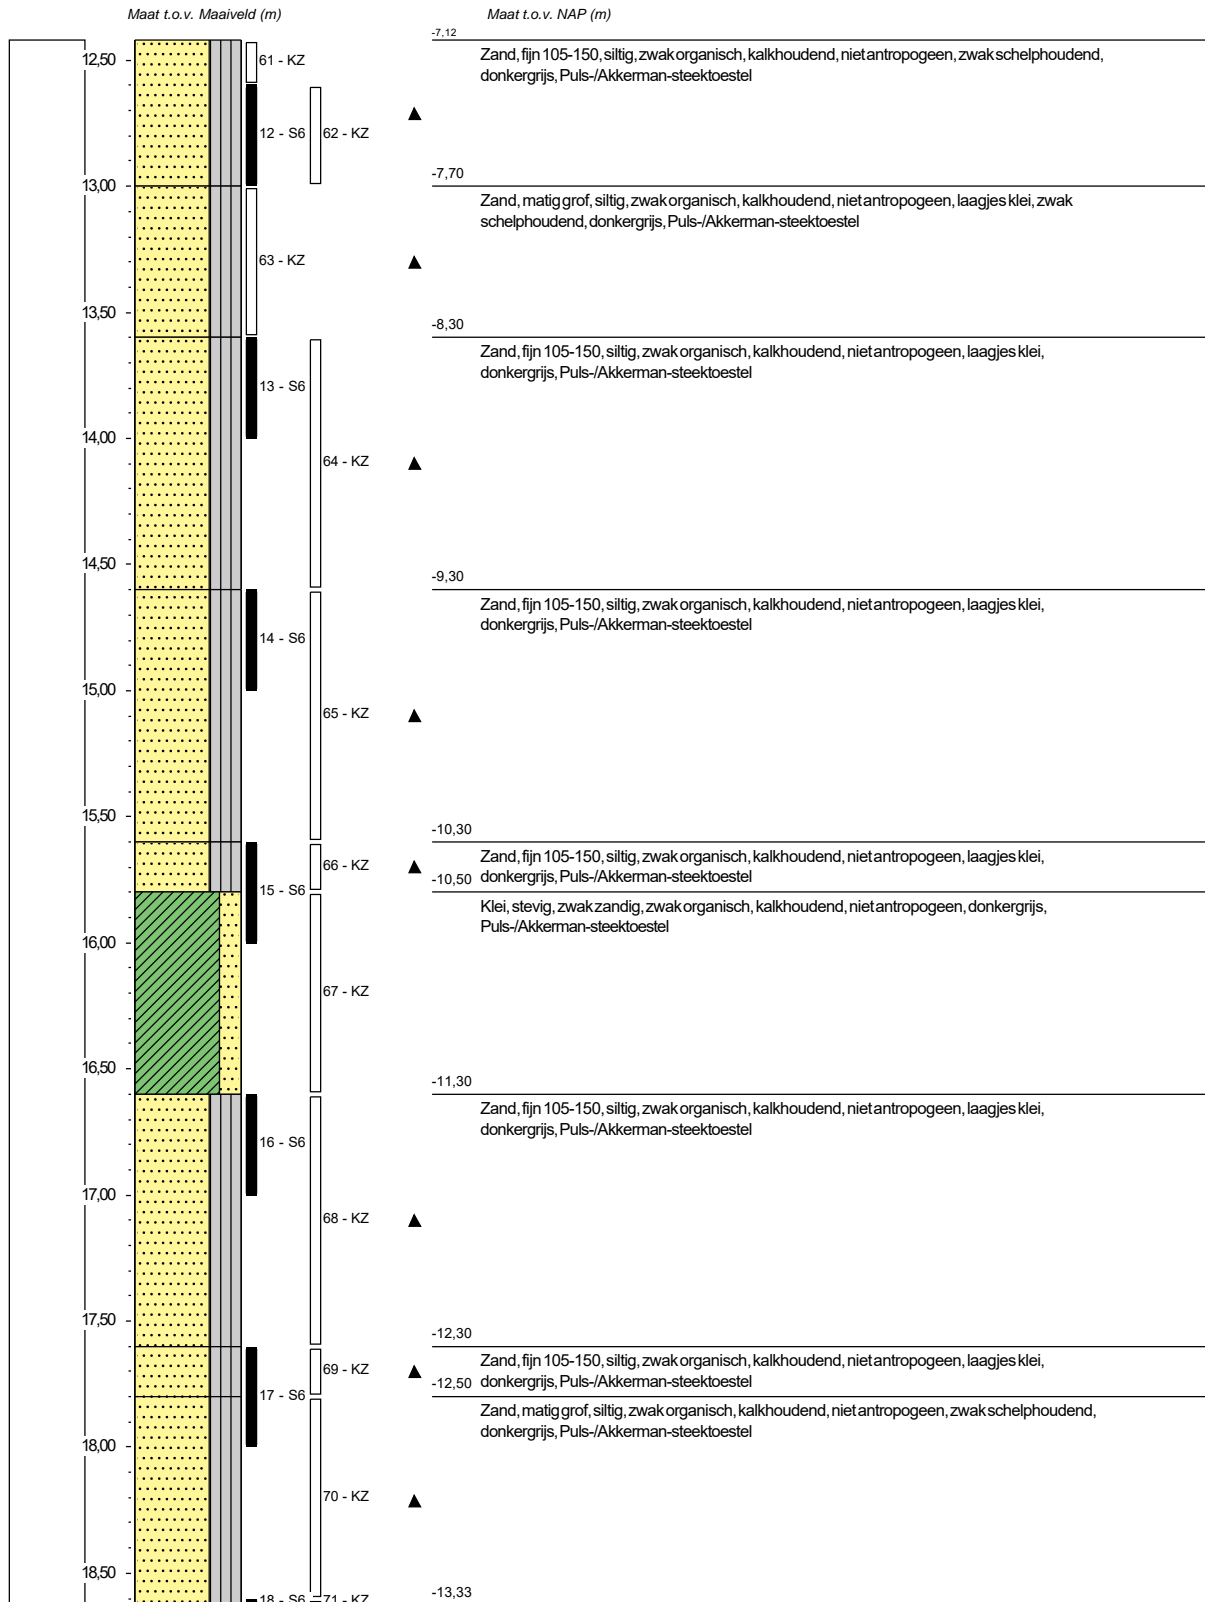 Maat t.o.v. Maaiveld (m) Maat t.o.v. NAP (m)
-7,12
12,50 61 - KZ Zand, fijn 105-150, siltig, zwak organisch, kalkhoudend, niet antropogeen, zwak schelphoudend,
donkergrijs, Puls-/Akkerman-steektoestel
12 - S6 62 - KZ
-7,70
13,00
Zand, matig grof, siltig, zwak organisch, kalkhoudend, niet antropogeen, laagjes klei, zwak
schelphoudend, donkergrijs, Puls-/Akkerman-steektoestel
63 - KZ
13,50
-8,30
Zand, fijn 105-150, siltig, zwak organisch, kalkhoudend, niet antropogeen, laagjes klei,
donkergrijs, Puls-/Akkerman-steektoestel
13 - S6
14,00
64 - KZ
14,50
-9,30
Zand, fijn 105-150, siltig, zwak organisch, kalkhoudend, niet antropogeen, laagjes klei,
donkergrijs, Puls-/Akkerman-steektoestel
14 - S6
15,00
65 - KZ
15,50
-10,30
Zand, fijn 105-150, siltig, zwak organisch, kalkhoudend, niet antropogeen, laagjes klei,
donkergrijs, Puls-/Akkerman-steektoestel
66 - KZ
-10,50
15 - S6
Klei, stevig, zwak zandig, zwak organisch, kalkhoudend, niet antropogeen, donkergrijs,
Puls-/Akkerman-steektoestel
16,00
67 - KZ
16,50
-11,30
Zand, fijn 105-150, siltig, zwak organisch, kalkhoudend, niet antropogeen, laagjes klei,
donkergrijs, Puls-/Akkerman-steektoestel
16 - S6
17,00
68 - KZ
17,50
-12,30
Zand, fijn 105-150, siltig, zwak organisch, kalkhoudend, niet antropogeen, laagjes klei,
donkergrijs, Puls-/Akkerman-steektoestel
69 - KZ
-12,50
17 - S6
Zand, matig grof, siltig, zwak organisch, kalkhoudend, niet antropogeen, zwak schelphoudend,
donkergrijs, Puls-/Akkerman-steektoestel
18,00
70 - KZ
18,50
-13,33
18 - S6 71 - KZ